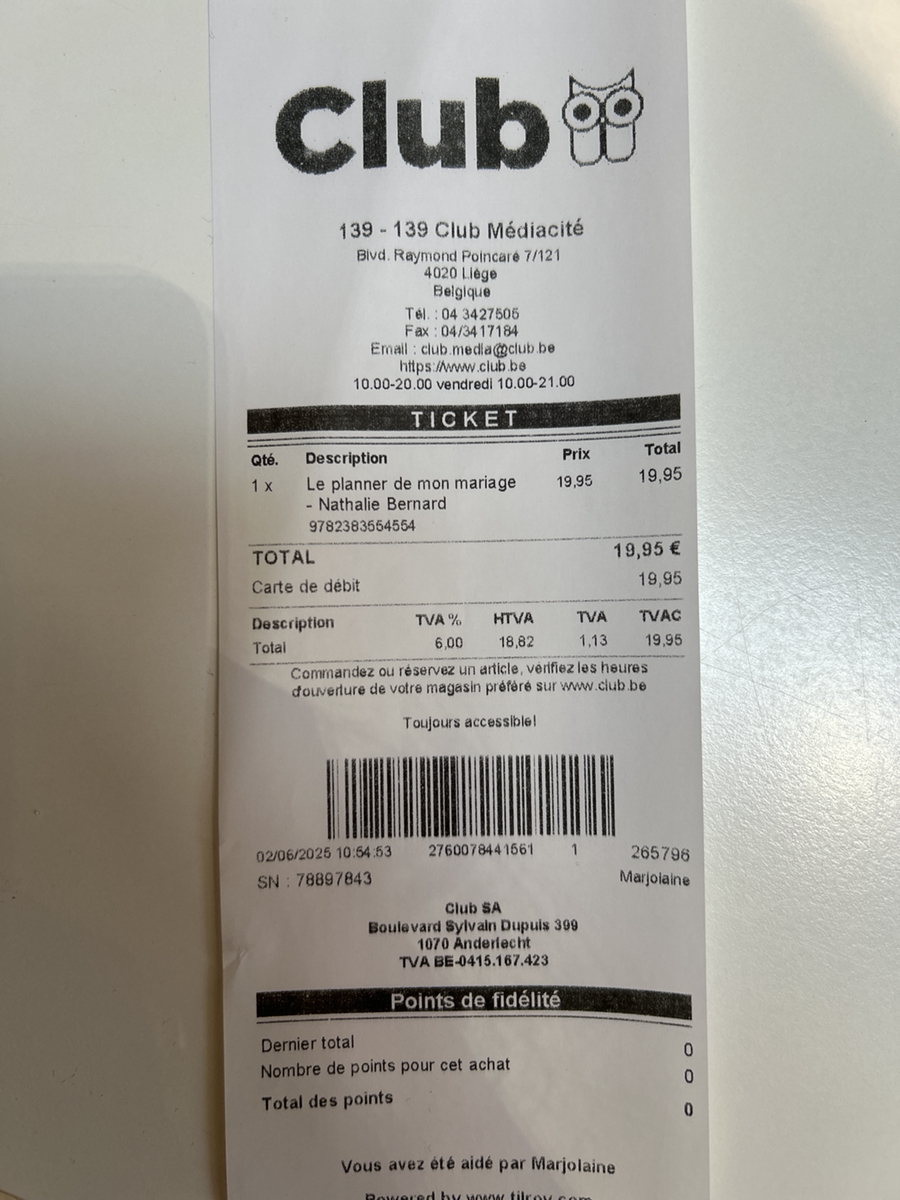 Club
139 - 139 Club Médiacité
Blvd. Raymond Poincaré 7/121
4020 Liège
Belgique
Tél. : 04 3427505
Fax : 04/3417184
Email : club.media@club.be
https://www.club.be
10.00-20.00 vendredi 10.00-21.00
TICKET
Qté. Description Prix Total
1 x Le planner de mon mariage 19,95 19,95
- Nathalie Bernard
9782383554554
TOTAL 19,95 €
Carte de débit 19,95
Description TVA % HTVA TVA TVAC
Total 6,00 18,82 1,13 19,95
Commandez ou réservez un article, vérifiez les heures
d'ouverture de votre magasin préféré sur www.club.be
Toujours accessible!
02/06/2025 10:54:53 2760078441561 1 265796
SN : 78897843 Marjolaine
Club SA
Boulevard Sylvain Dupuis 399
1070 Anderlecht
TVA BE-0415.167.423
Points de fidélité
Dernier total 0
Nombre de points pour cet achat 0
Total des points 0
Vous avez été aidé par Marjolaine
Powered by www.tilroy.com